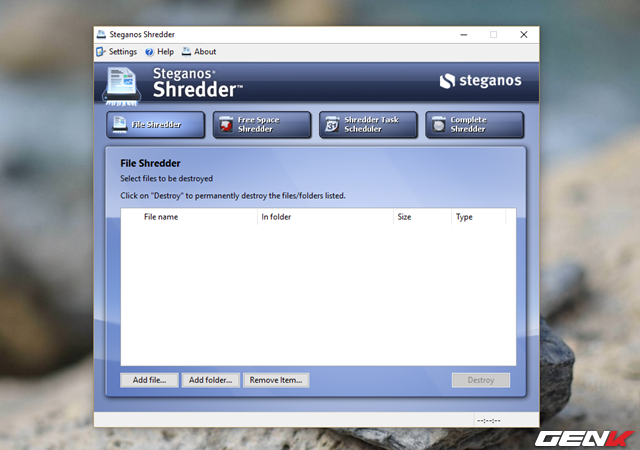 Steganos Shredder
Settings Help About
Steganos®
Shredder™
steganos
File Shredder
Free Space
Shredder
Shredder Task
Scheduler
Complete
Shredder
File Shredder
Select files to be destroyed
Click on "Destroy" to permanently destroy the files/folders listed.
File name In folder Size Type
Add file... Add folder... Remove Item... Destroy
--:--:--
GENK